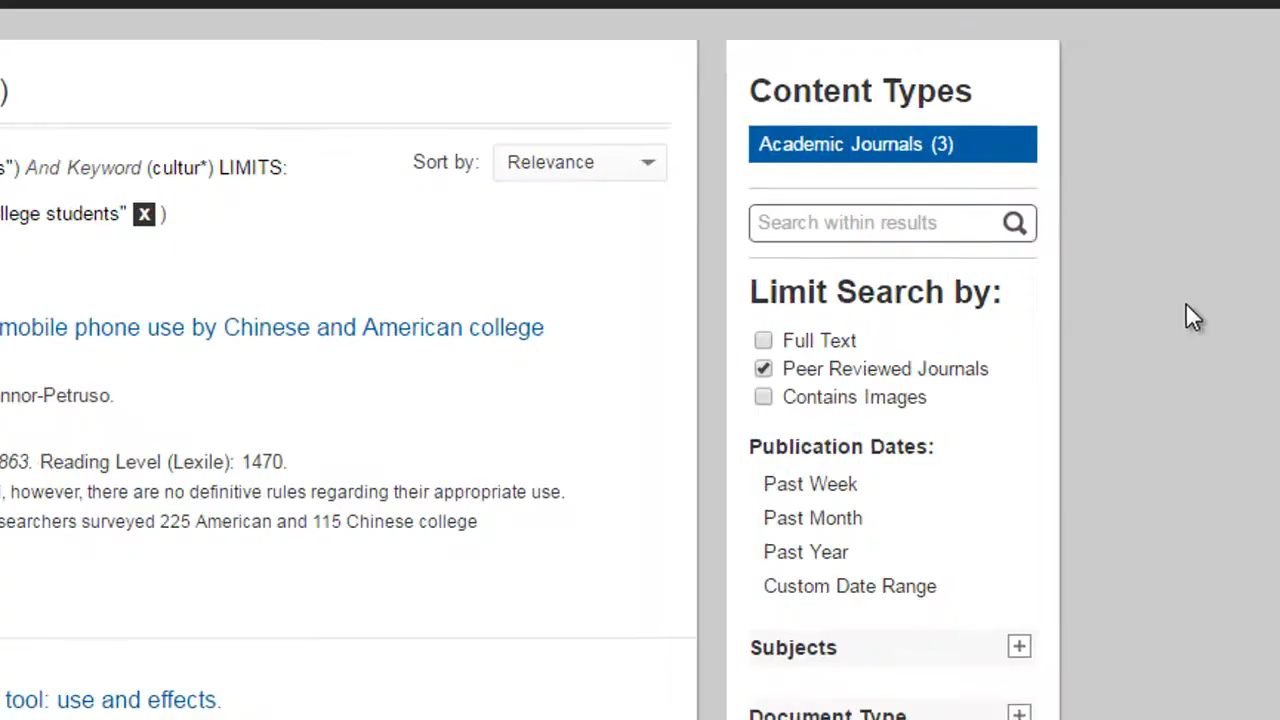 )
s") And Keyword (cultur*) LIMITS:
Sort by: Relevance
llege students" X )
mobile phone use by Chinese and American college
nnor-Petruso.
863. Reading Level (Lexile): 1470.
, however, there are no definitive rules regarding their appropriate use.
searchers surveyed 225 American and 115 Chinese college
tool: use and effects.
Content Types
Academic Journals (3)
Search within results
Limit Search by:
Full Text
Peer Reviewed Journals
Contains Images
Publication Dates:
Past Week
Past Month
Past Year
Custom Date Range
Subjects
Document Type